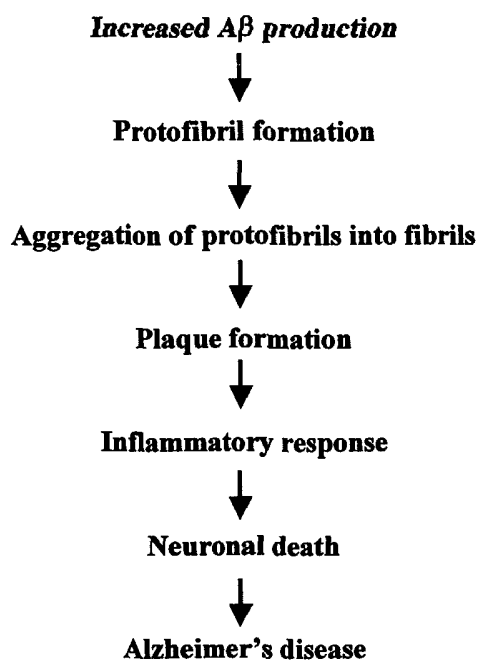 Increased Aβ production
Protofibril formation
Aggregation of protofibrils into fibrils
Plaque formation
Inflammatory response
Neuronal death
Alzheimer's disease